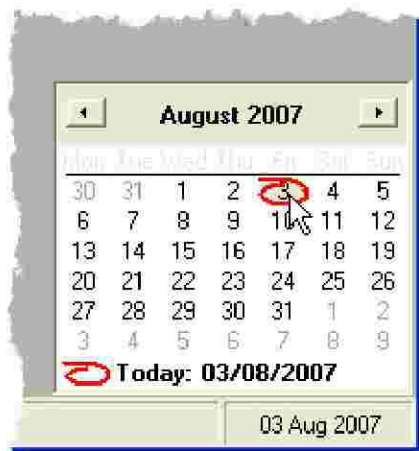 August 2007
Mon Tue Wed Thu Fri Sat Sun
30 31 1 2 3 4 5
6 7 8 9 10 11 12
13 14 15 16 17 18 19
20 21 22 23 24 25 26
27 28 29 30 31 1 2
3 4 5 6 7 8 9
Today: 03/08/2007
03 Aug 2007